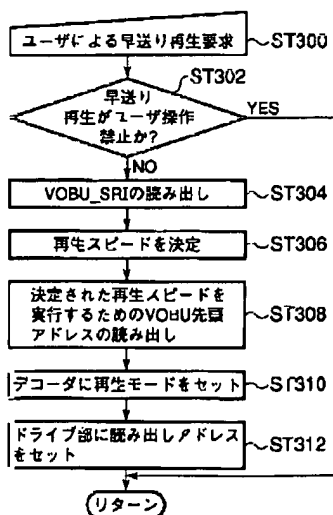 ユーザによる早送り再生要求
ST300
ST302
早送り
再生がユーザ操作
禁止か?
YES
NO
VOBU_SRIの読み出し
ST304
再生スピードを決定
ST306
決定された再生スピードを
実行するためのVOBU先頭
アドレスの読み出し
ST308
デコーダに再生モードをセット
ST310
ドライブ部に読み出しアドレス
をセット
ST312
リターン